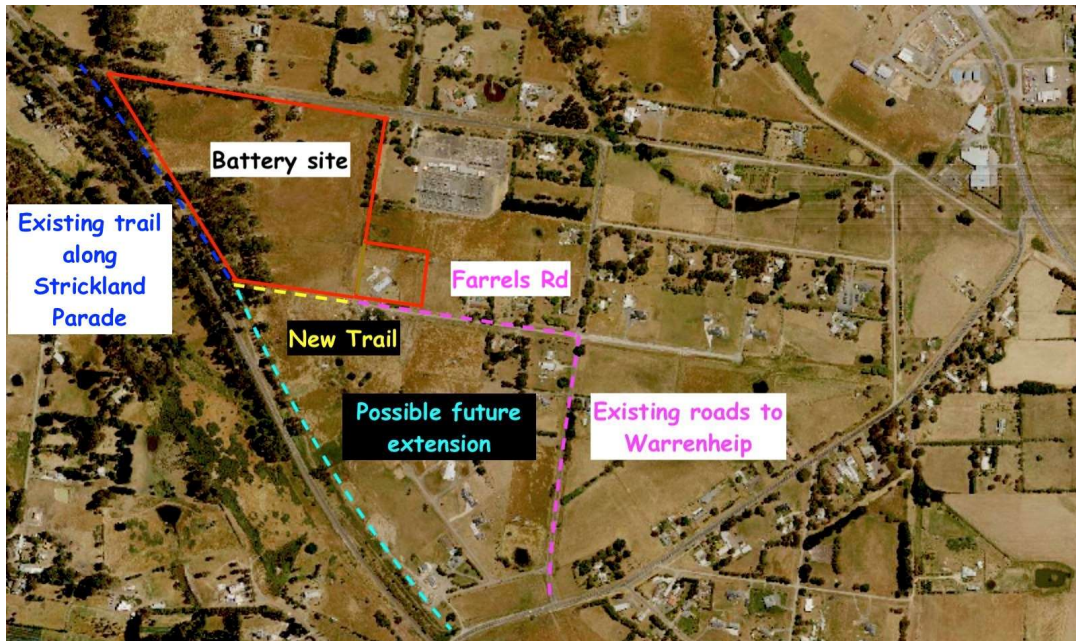 Battery site
Existing trail
along
Strickland
Parade
Farrels Rd
New Trail
Possible future
extension
Existing roads to
Warrenheip